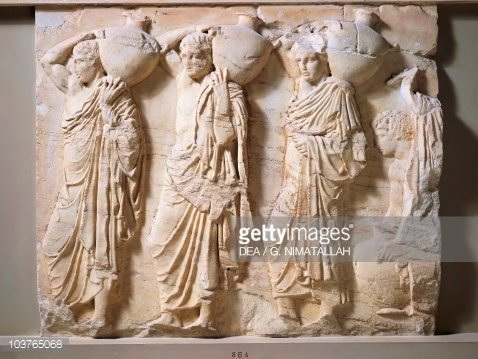 gettyimages®
DEA / G. NIMATALLAH
103765068
864